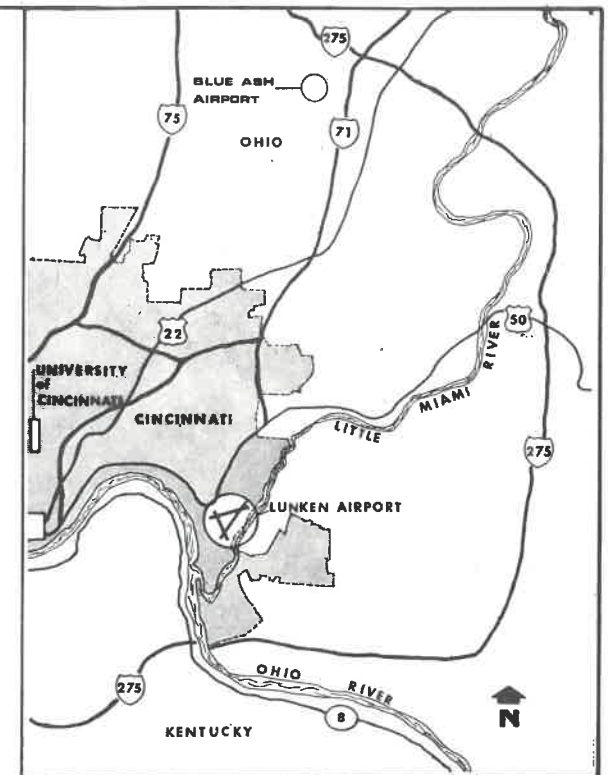 275
BLUE ASH
AIRPORT
75
71
OHIO
22
50
UNIVERSITY
of
CINCINNATI
CINCINNATI
LITTLE MIAMI RIVER
275
LUNKEN AIRPORT
OHIO RIVER
275
8
KENTUCKY
N